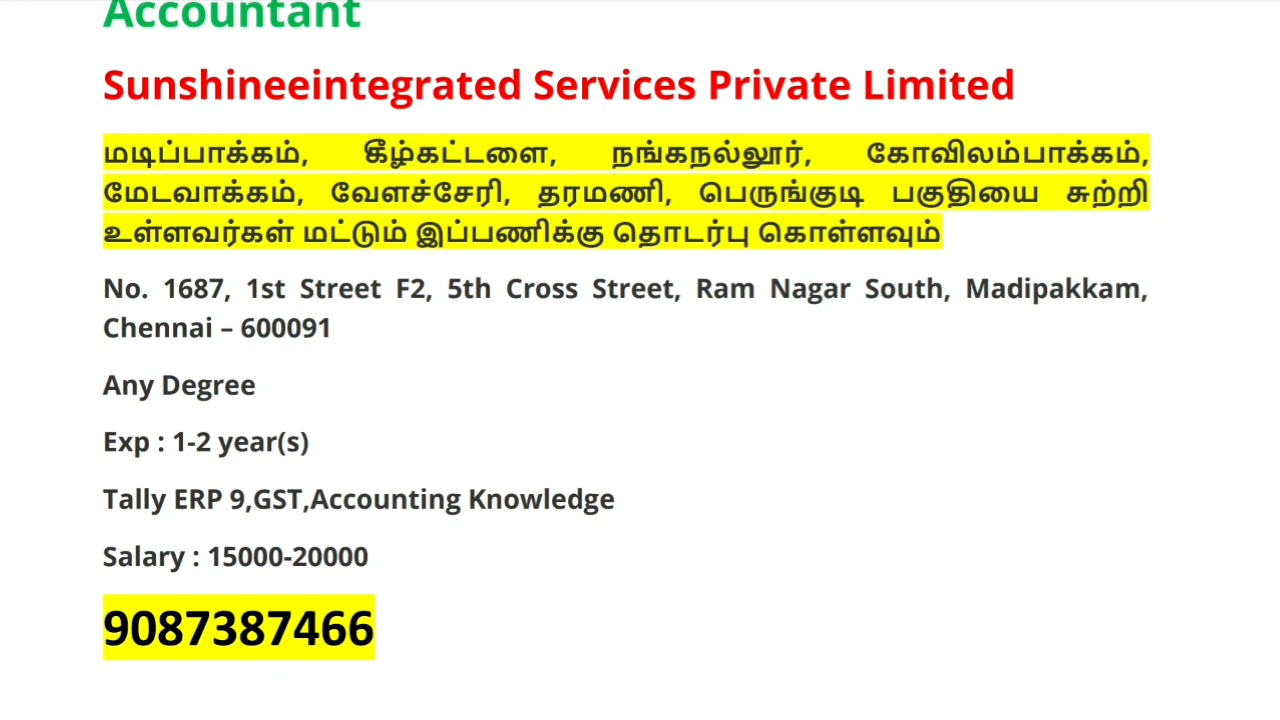 Accountant
Sunshineeintegrated Services Private Limited
மடிப்பாக்கம், கீழ்கட்டளை, நங்கநல்லூர், கோவிலம்பாக்கம்,
மேடவாக்கம், வேளச்சேரி, தரமணி, பெருங்குடி பகுதியை சுற்றி
உள்ளவர்கள் மட்டும் இப்பணிக்கு தொடர்பு கொள்ளவும்
No. 1687, 1st Street F2, 5th Cross Street, Ram Nagar South, Madipakkam,
Chennai – 600091
Any Degree
Exp : 1-2 year(s)
Tally ERP 9,GST,Accounting Knowledge
Salary : 15000-20000
9087387466